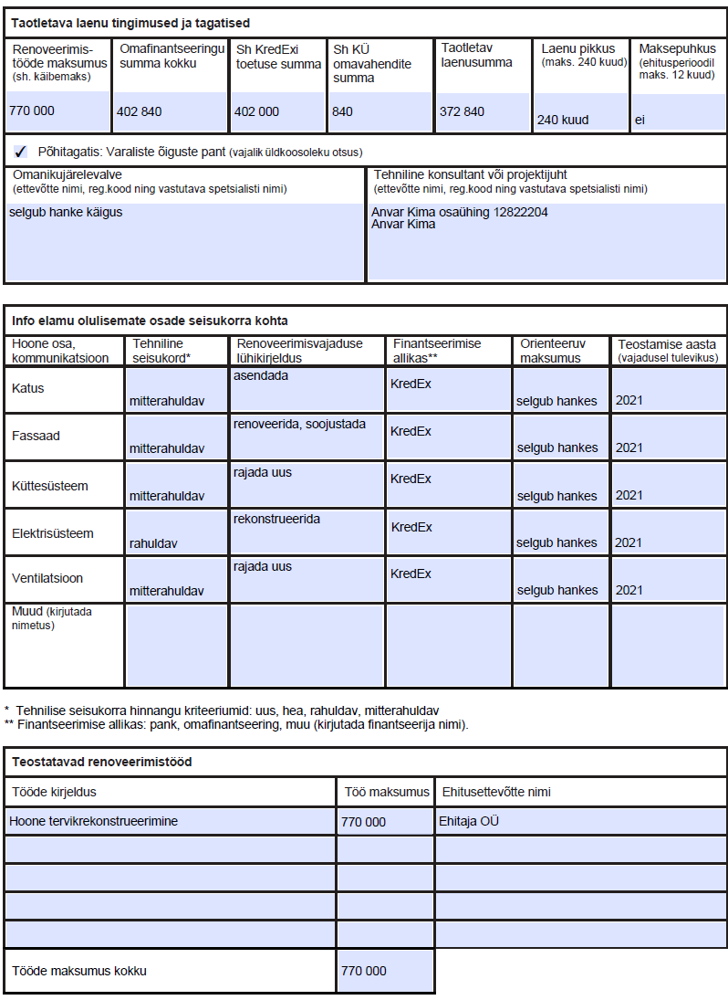 Taotletava laenu tingimused ja tagatised
Renoveerimis-
tööde maksumus
(sh. käibemaks)
Omafinantseeringu
summa kokku
Sh KredExi
toetuse summa
Sh KÜ
omavahendite
summa
Taotletav
laenusumma
Laenu pikkus
(maks. 240 kuud)
Maksepuhkus
(ehitusperioodil
maks. 12 kuud)
770 000
402 840
402 000
840
372 840
240 kuud
ei
✓ Põhitagatis: Varaliste õiguste pant (vajalik üldkoosoleku otsus)
Omanikujärelevalve
(ettevõtte nimi, reg.kood ning vastutava spetsialisti nimi)
selgub hanke käigus
Tehniline konsultant või projektijuht
(ettevõtte nimi, reg.kood ning vastutava spetsialisti nimi)
Anvar Kima osaühing 12822204
Anvar Kima
Info elamu olulisemate osade seisukorra kohta
Hoone osa,
kommunikatsioon
Tehniline
seisukord*
Renoveerimisvajaduse
lühikirjeldus
Finantseerimise
allikas**
Orienteeruv
maksumus
Teostamise aasta
(vajadusel tulevikus)
Katus
mitterahuldav
asendada
KredEx
selgub hankes
2021
Fassaad
mitterahuldav
renoveerida, soojustada
KredEx
selgub hankes
2021
Küttesüsteem
mitterahuldav
rajada uus
KredEx
selgub hankes
2021
Elektrisüsteem
rahuldav
rekonstrueerida
KredEx
selgub hankes
2021
Ventilatsioon
mitterahuldav
rajada uus
KredEx
selgub hankes
2021
Muud (kirjutada
nimetus)
* Tehnilise seisukorra hinnangu kriteeriumid: uus, hea, rahuldav, mitterahuldav
** Finantseerimise allikas: pank, omafinantseering, muu (kirjutada finantseerija nimi).
Teostatavad renoveerimistööd
Tööde kirjeldus
Töö maksumus
Ehitusettevõtte nimi
Hoone tervikrekonstrueerimine
770 000
Ehitaja OÜ
Tööde maksumus kokku
770 000